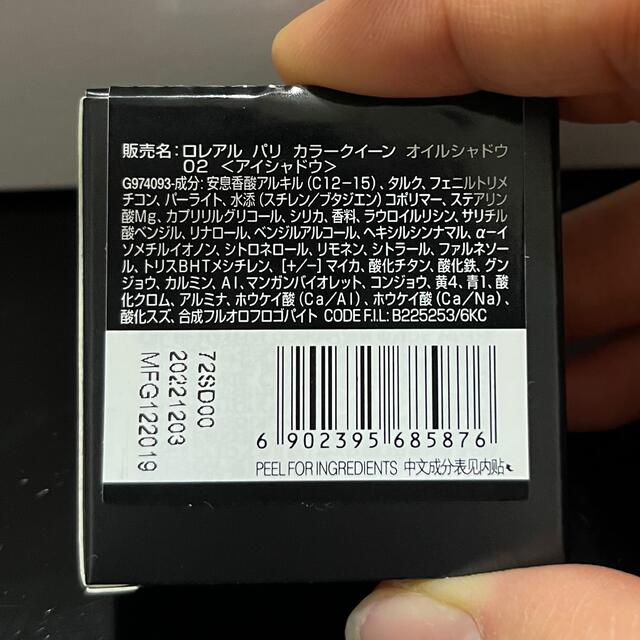 販売名：ロレアル パリ カラークイーン オイルシャドウ
02 ＜アイシャドウ＞
G974093-成分：安息香酸アルキル（C12-15）、タルク、フェニルトリメ
チコン、パーライト、水添（スチレン／ブタジエン）コポリマー、ステアリン
酸Mg、カプリリルグリコール、シリカ、香料、ラウロイルリシン、サリチル
酸ベンジル、リナロール、ベンジルアルコール、ヘキシルシンナマル、α-イ
ソメチルイオノン、シトロネロール、リモネン、シトラール、ファルネソー
ル、トリスBHTメシチレン、[+/-]マイカ、酸化チタン、酸化鉄、グン
ジョウ、カルミン、Al、マンガンバイオレット、コンジョウ、黄4、青1、酸
化クロム、アルミナ、ホウケイ酸（Ca/Al）、ホウケイ酸（Ca/Na）、
酸化スズ、合成フルオロフロゴパイト CODE F.I.L: B225253/6KC
72SD00
20221203
MFG122019
6 902395 685876
PEEL FOR INGREDIENTS 中文成分表见内贴